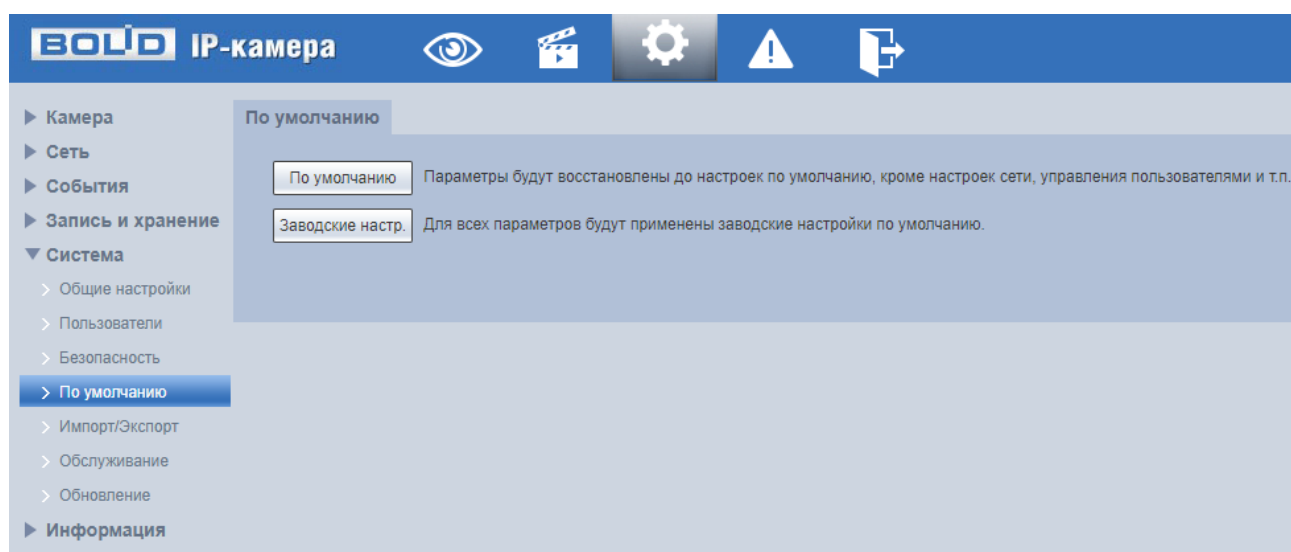 BOLID IP-камера
Камера
Сеть
События
Запись и хранение
Система
Общие настройки
Пользователи
Безопасность
По умолчанию
Импорт/Экспорт
Обслуживание
Обновление
Информация
По умолчанию
По умолчанию Параметры будут восстановлены до настроек по умолчанию, кроме настроек сети, управления пользователями и т.п.
Заводские настр. Для всех параметров будут применены заводские настройки по умолчанию.